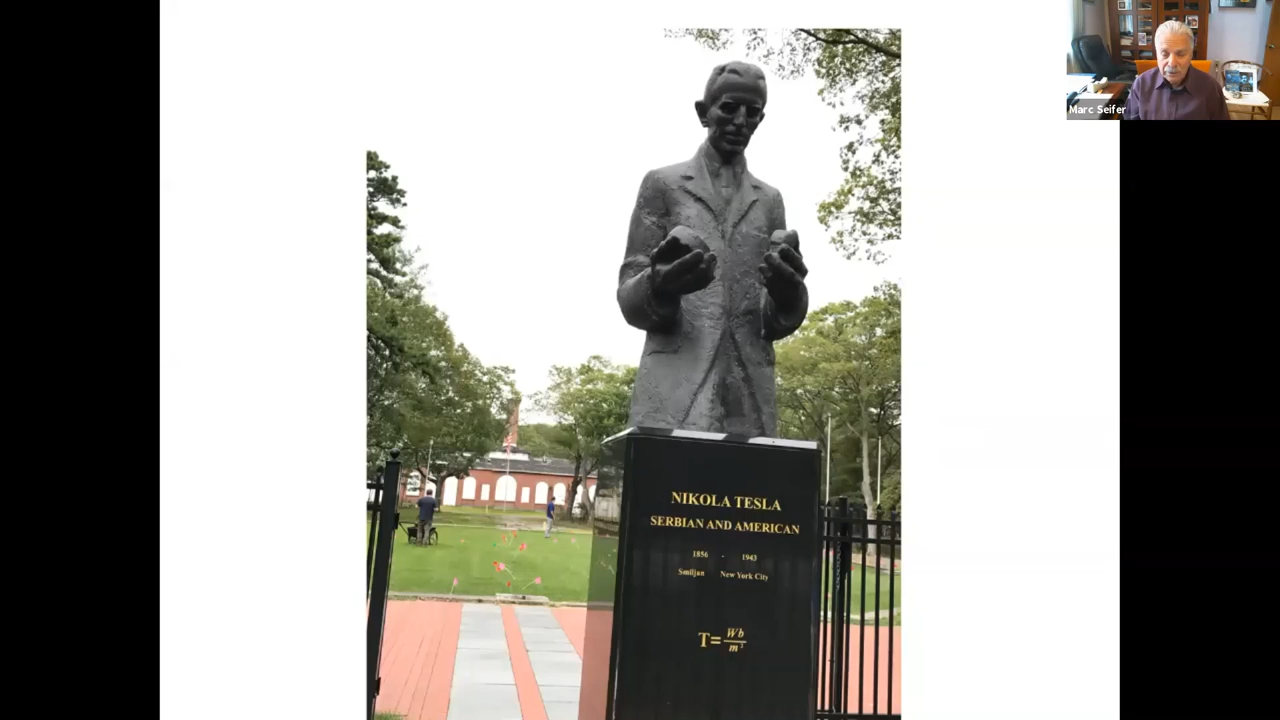 Marc Seifer
NIKOLA TESLA
SERBIAN AND AMERICAN
1856 - 1943
Smiljan New York City
T= Wb
m²